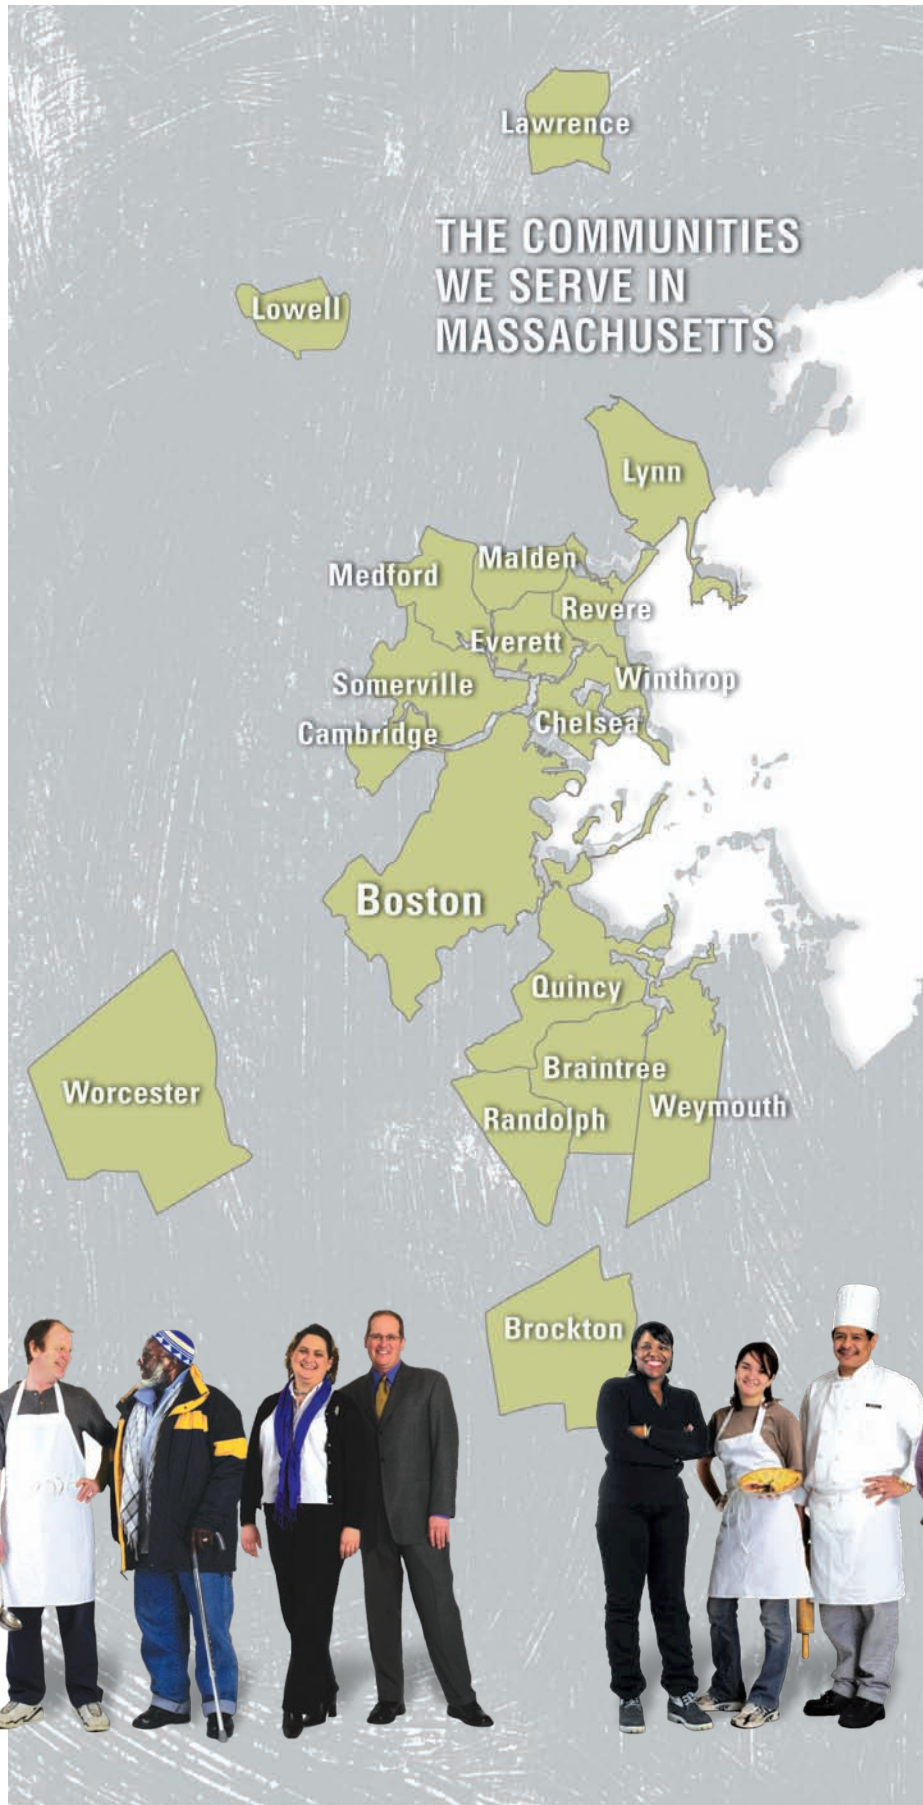 Lawrence
THE COMMUNITIES
WE SERVE IN
MASSACHUSETTS
Lowell
Lynn
Malden
Medford
Revere
Everett
Winthrop
Somerville
Chelsea
Cambridge
Boston
Quincy
Braintree
Worcester
Weymouth
Randolph
Brockton